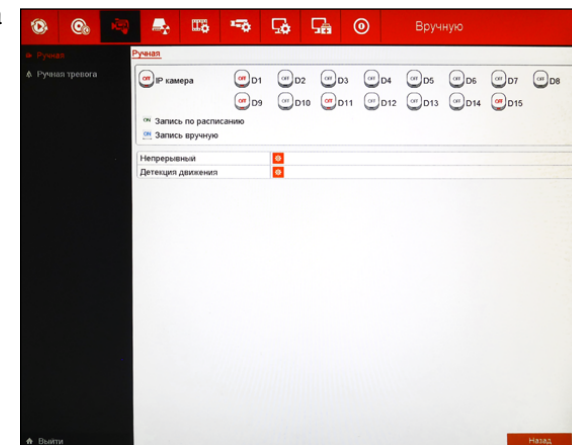 Вручную
Ручная
Ручная тревога
Ручная
OFF IP камера OFF D1 OFF D2 OFF D3 OFF D4 OFF D5 OFF D6 OFF D7 OFF D8
OFF D9 OFF D10 OFF D11 OFF D12 OFF D13 OFF D14 OFF D15
ON Запись по расписанию
ON Запись вручную
Непрерывный
Детекция движения
Выйти
Назад